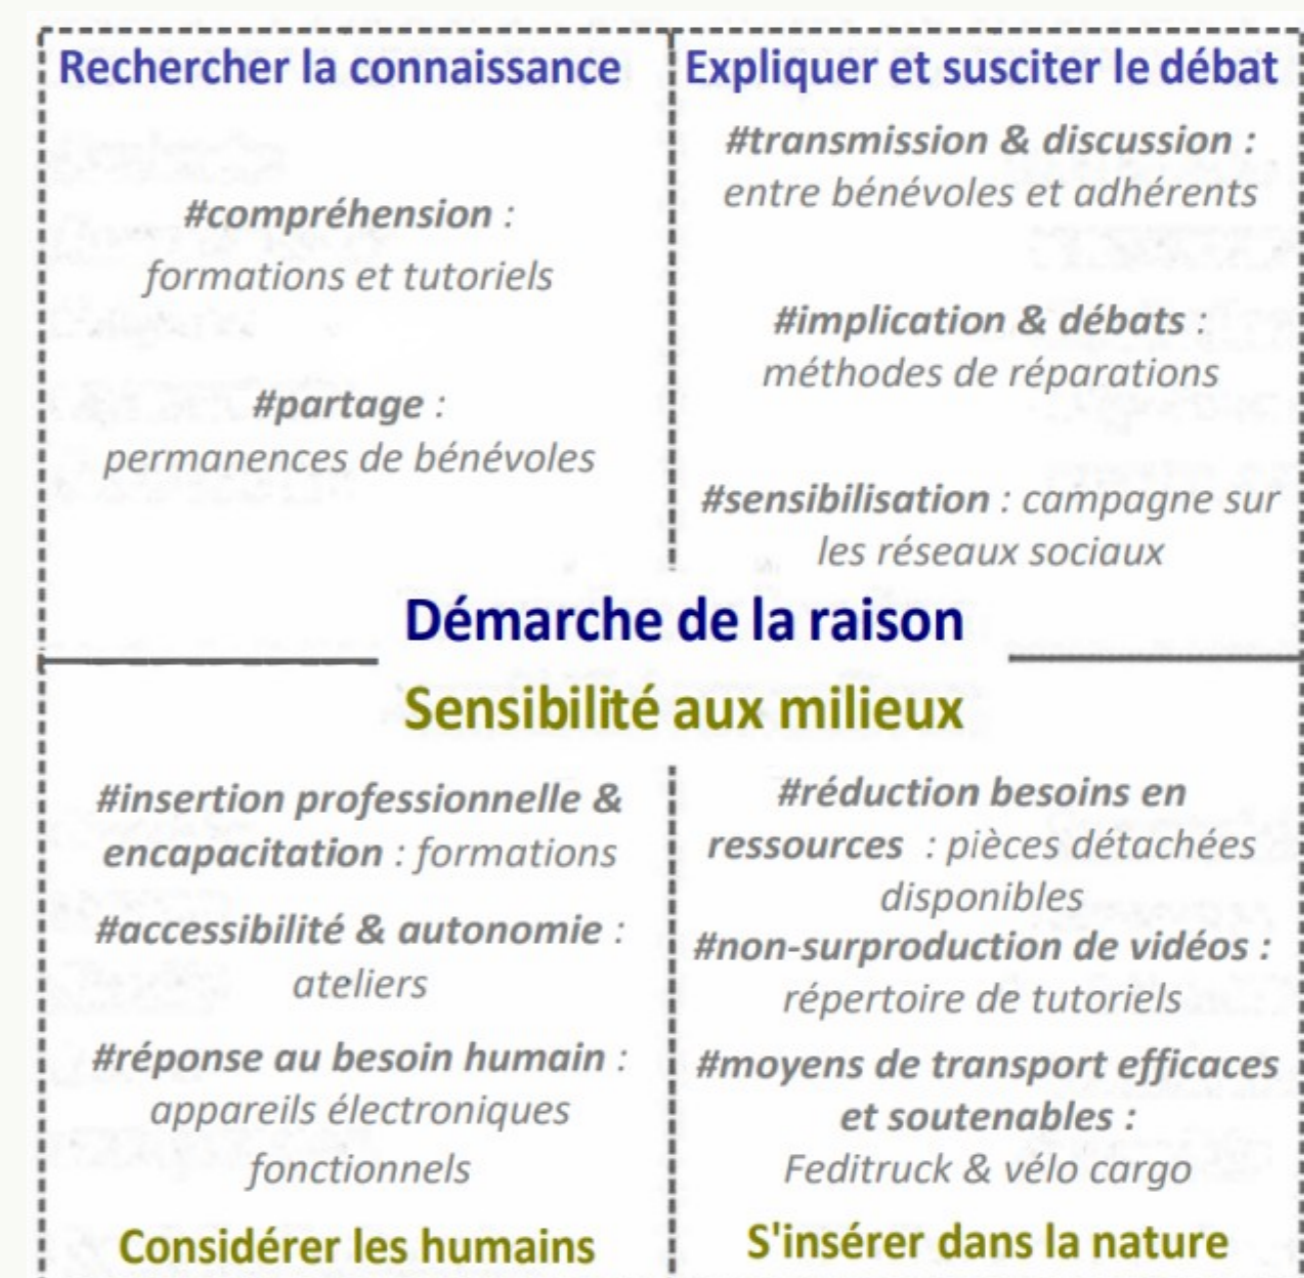 Rechercher la connaissance
#compréhension :
formations et tutoriels
#partage :
permanences de bénévoles
Expliquer et susciter le débat
#transmission & discussion :
entre bénévoles et adhérents
#implication & débats :
méthodes de réparations
#sensibilisation : campagne sur
les réseaux sociaux
Démarche de la raison
Sensibilité aux milieux
#insertion professionnelle &
encapacitation : formations
#accessibilité & autonomie :
ateliers
#réponse au besoin humain :
appareils électroniques
fonctionnels
Considérer les humains
#réduction besoins en
ressources : pièces détachées
disponibles
#non-surproduction de vidéos :
répertoire de tutoriels
#moyens de transport efficaces
et soutenables :
Feditruck & vélo cargo
S'insérer dans la nature